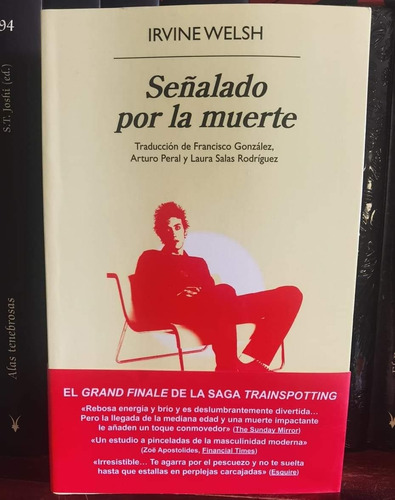 94
S.T. Joshi (ed.)
Alas tenebrosas
IRVINE WELSH
Señalado
por la muerte
Traducción de Francisco González,
Arturo Peral y Laura Salas Rodríguez
EL GRAND FINALE DE LA SAGA TRAINSPOTTING
«Rebosa energía y brio y es deslumbrantemente divertida...
Pero la llegada de la mediana edad y una muerte impactante
le añaden un toque conmovedor» (The Sunday Mirror)
«Un estudio a pinceladas de la masculinidad moderna»
(Zoë Apostolides, Financial Times)
«Irresistible... Te agarra por el pescuezo y no te suelta
hasta que estallas en perplejas carcajadas» (Esquire)